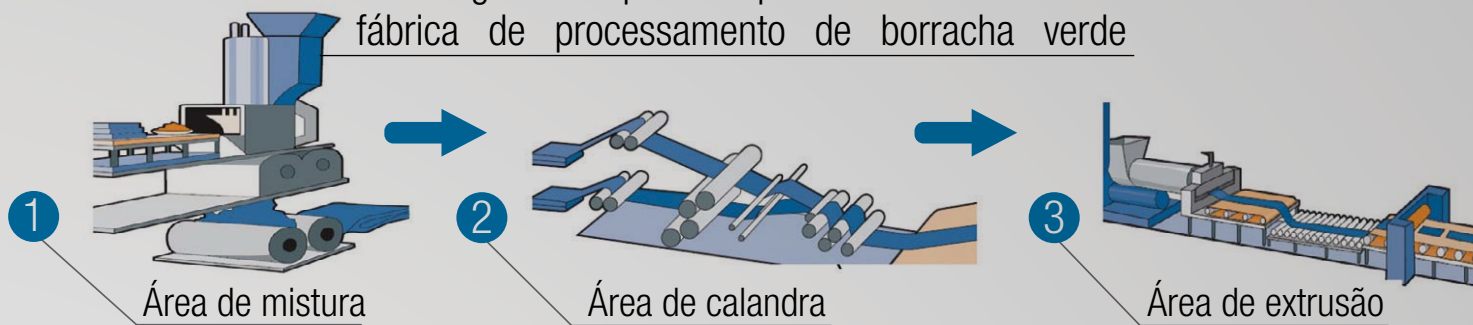 fábrica de processamento de borracha verde
1
Área de mistura
2
Área de calandra
3
Área de extrusão